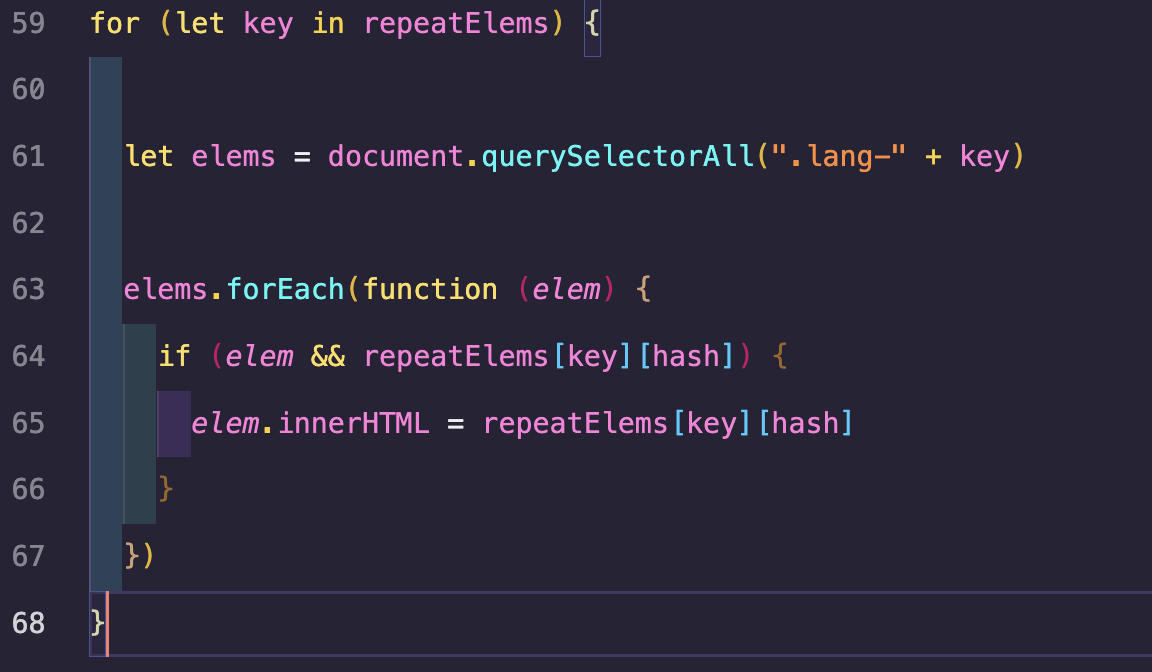 59 for (let key in repeatElems) {
60
61 let elems = document.querySelectorAll(".lang-" + key)
62
63 elems.forEach(function (elem) {
64 if (elem && repeatElems[key][hash]) {
65 elem.innerHTML = repeatElems[key][hash]
66 }
67 })
68 }